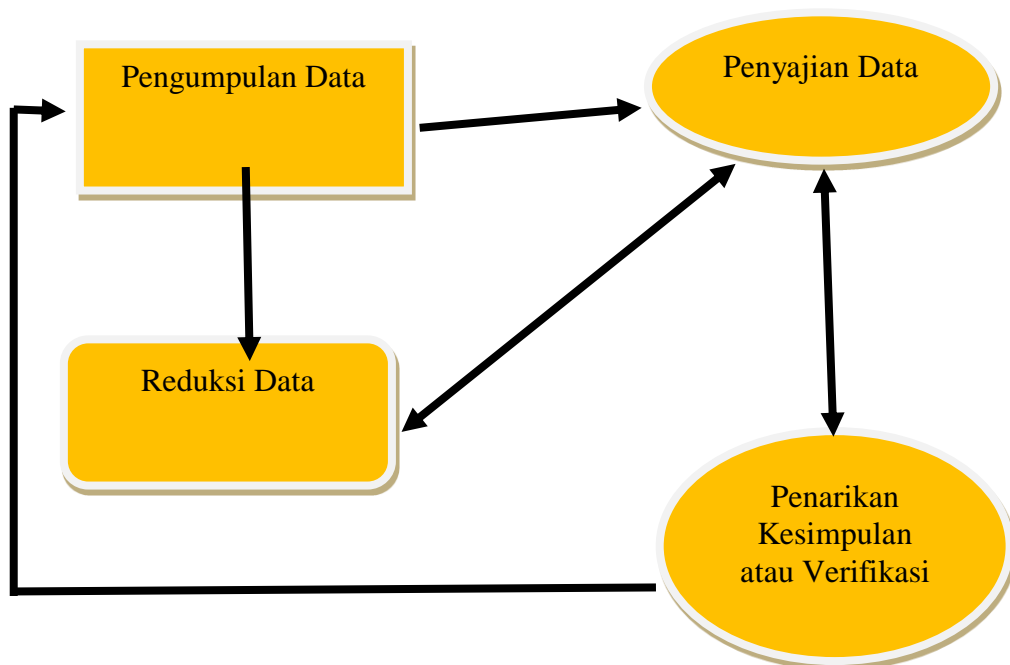 Pengumpulan Data
Penyajian Data
Reduksi Data
Penarikan
Kesimpulan
atau Verifikasi